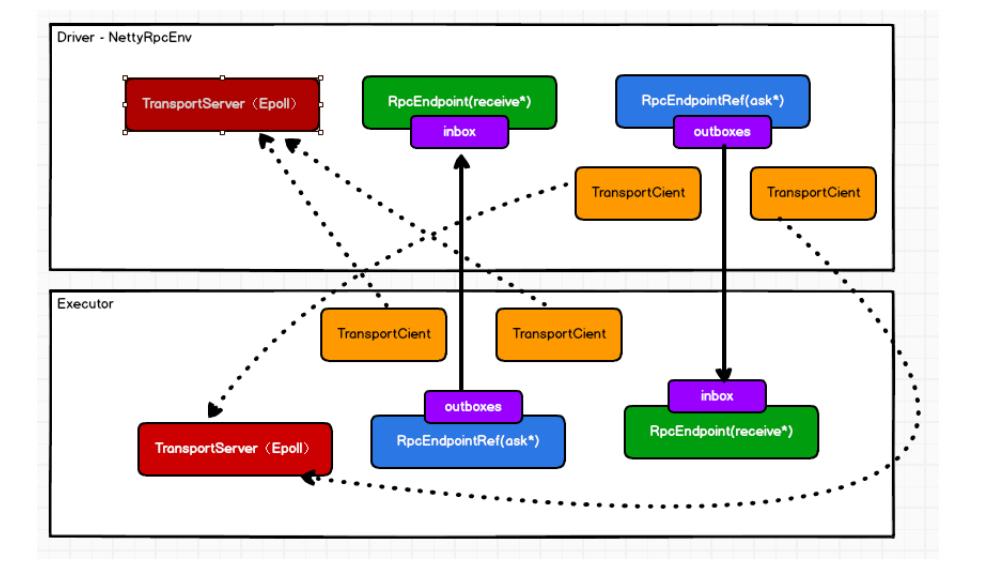 Driver - NettyRpcEnv
TransportServer（Epoll）
RpcEndpoint(receive*)
inbox
RpcEndpointRef(ask*)
outboxes
TransportCient
TransportCient
Executor
TransportCient
TransportCient
outboxes
RpcEndpointRef(ask*)
inbox
RpcEndpoint(receive*)
TransportServer（Epoll）